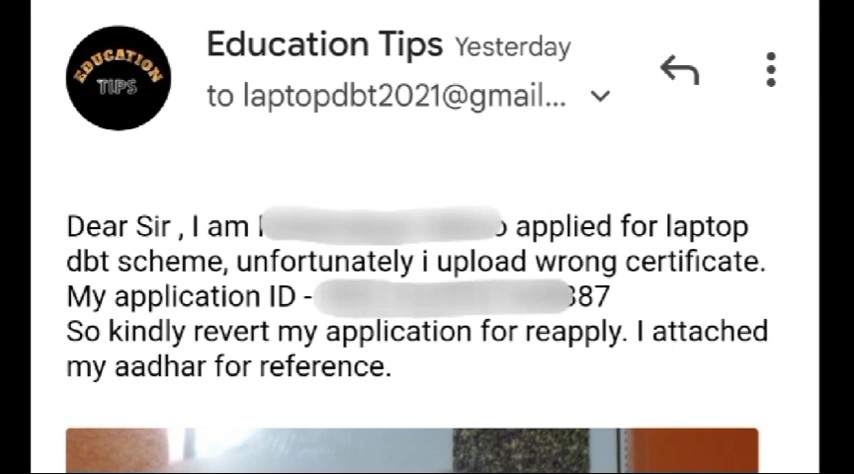 EDUCATION
TIPS
Education Tips Yesterday
to laptopdbt2021@gmail...
Dear Sir , I am applied for laptop
dbt scheme, unfortunately i upload wrong certificate.
My application ID - 387
So kindly revert my application for reapply. I attached
my aadhar for reference.